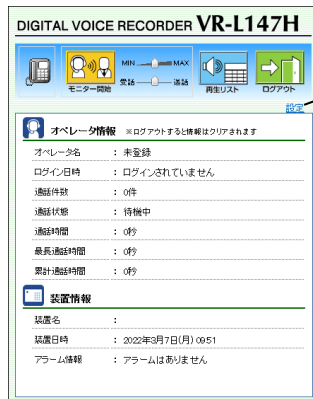 DIGITAL VOICE RECORDER VR-L147H
MIN MAX
モニター開始 受話 送話 再生リスト ログアウト
設定
オペレータ情報 ※ログアウトすると情報はクリアされます
オペレータ名 : 未登録
ログイン日時 : ログインされていません
通話件数 : 0件
通話状態 : 待機中
通話時間 : 0秒
最長通話時間 : 0秒
累計通話時間 : 0秒
装置情報
装置名 :
装置日時 : 2022年3月7日(月) 0951
アラーム情報 : アラームはありません